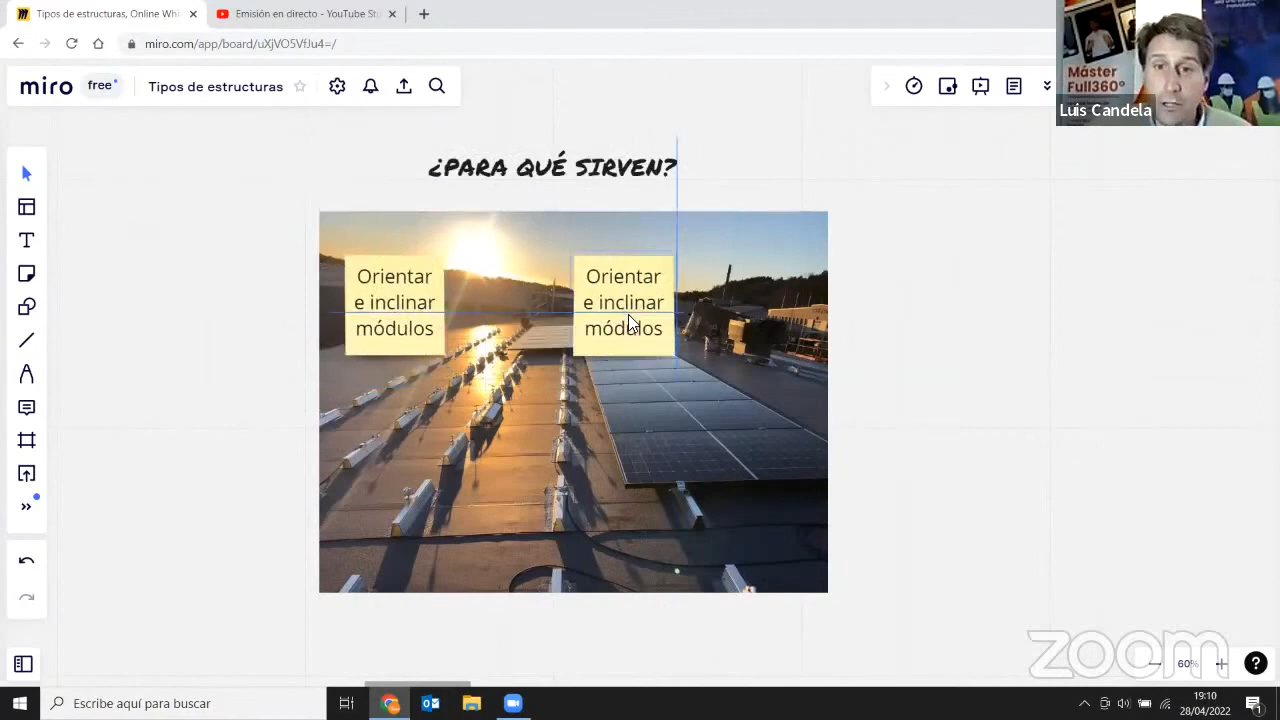 Tipos de estructuras, Online Whi
Emisión en directo - YouTube Stu
miro.com/app/board/uXjVO5VfJu4=/
miro
free
Tipos de estructuras
Máster
Full360º
Luis Candela
¿PARA QUÉ SIRVEN?
Orientar
e inclinar
módulos
Orientar
e inclinar
módulos
zoom
60%
Escribe aquí para buscar
19:10
28/04/2022